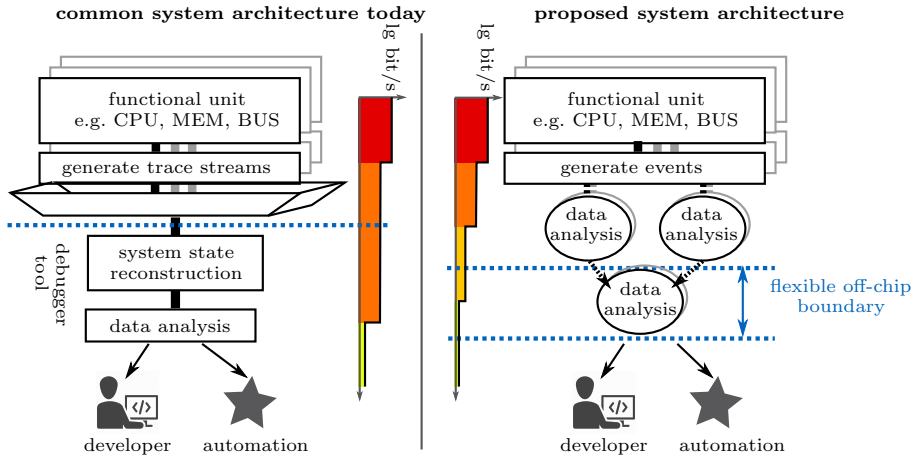 common system architecture today
lg bit/s
functional unit
e.g. CPU, MEM, BUS
generate trace streams
debugger
tool
system state
reconstruction
data analysis
developer
automation
proposed system architecture
lg bit/s
functional unit
e.g. CPU, MEM, BUS
generate events
data
analysis
data
analysis
data
analysis
flexible off-chip
boundary
developer
automation